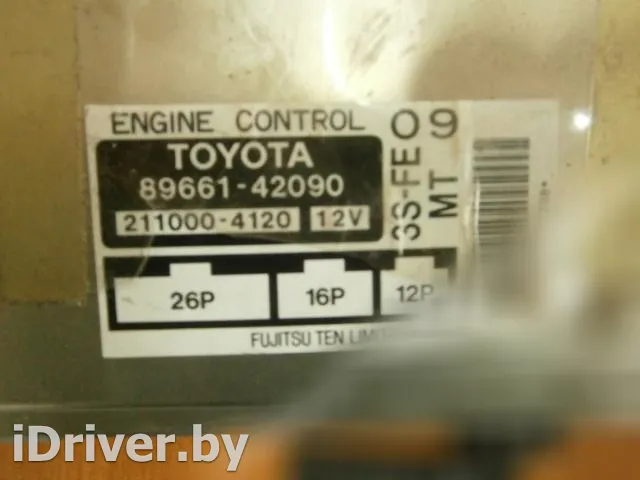 ENGINE CONTROL 09
TOYOTA
89661-42090
211000-4120 12V
3S-FE
MT
26P 16P 12P
FUJITSU TEN
iDriver.by